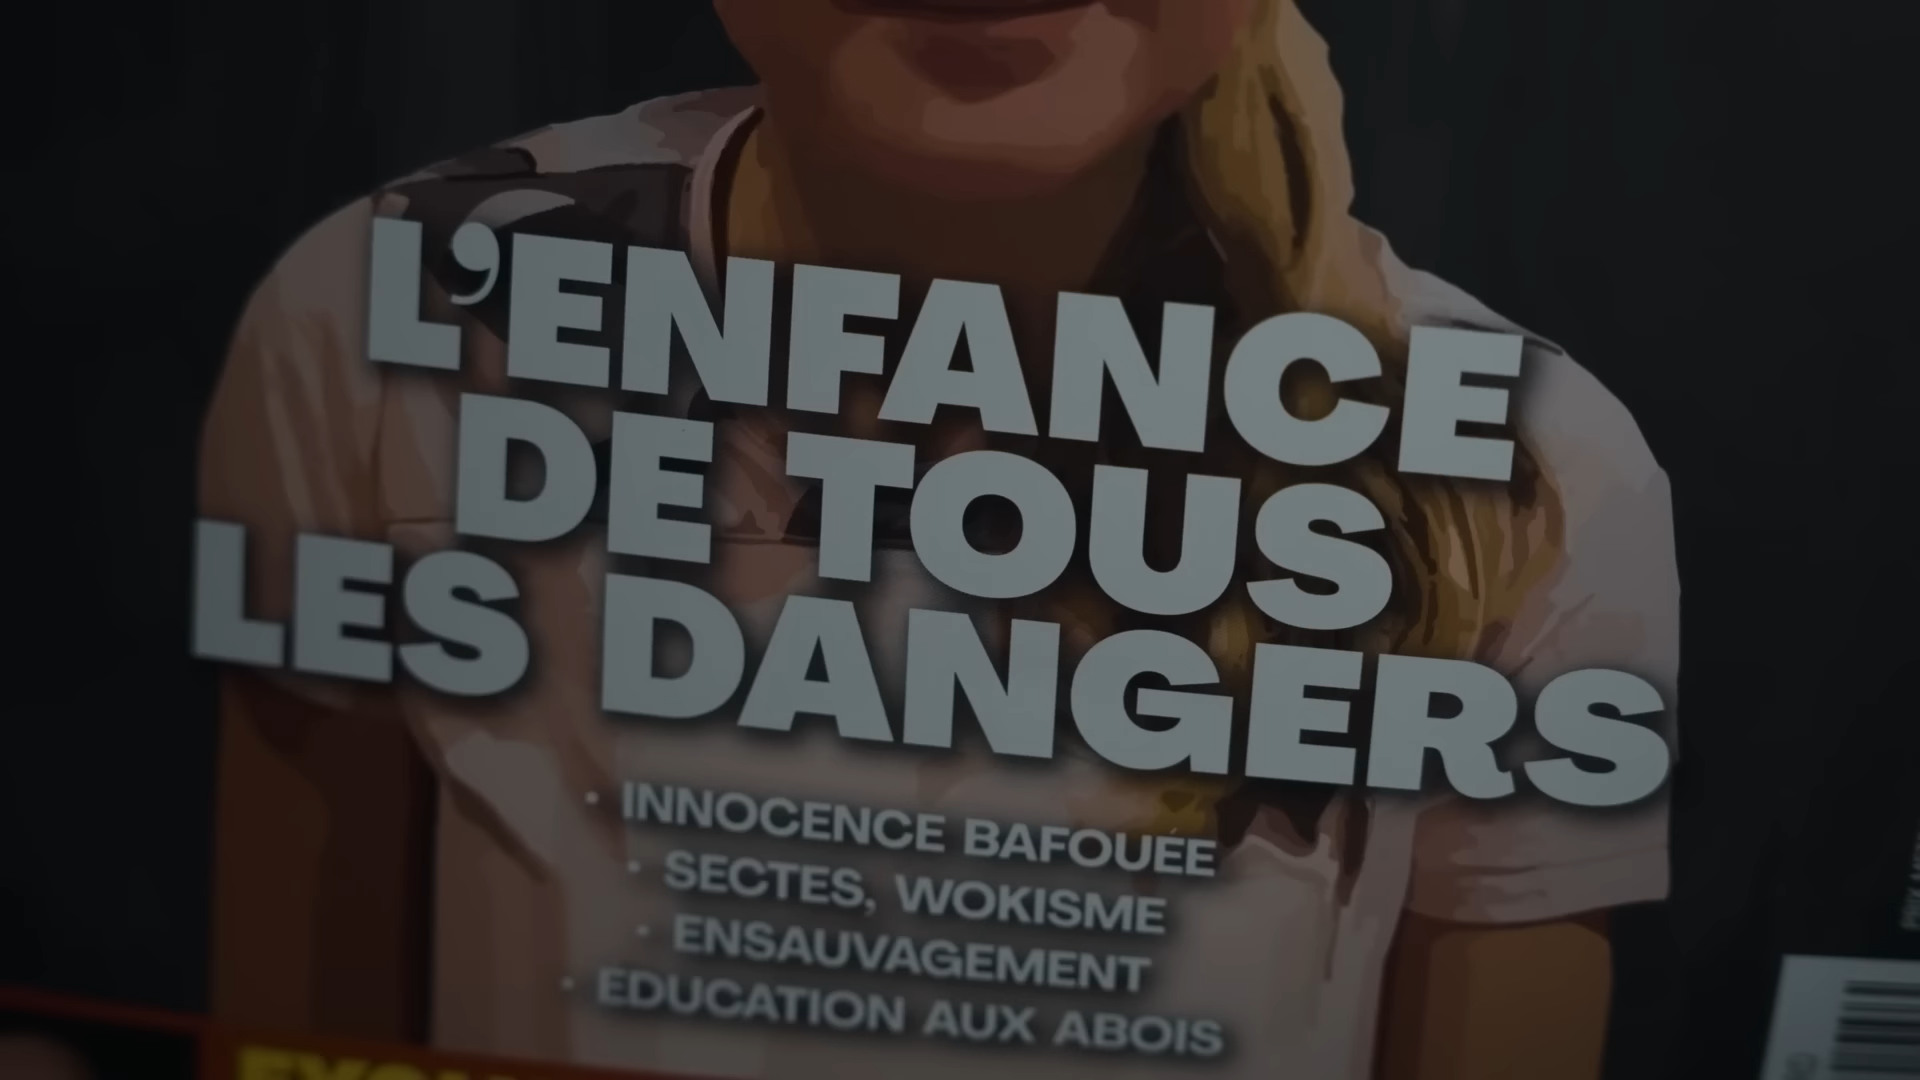 L'ENFANCE
DE TOUS
LES DANGERS
• INNOCENCE BAFOUÉE
• SECTES, WOKISME
• ENSAUVAGEMENT
• EDUCATION AUX ABOIS